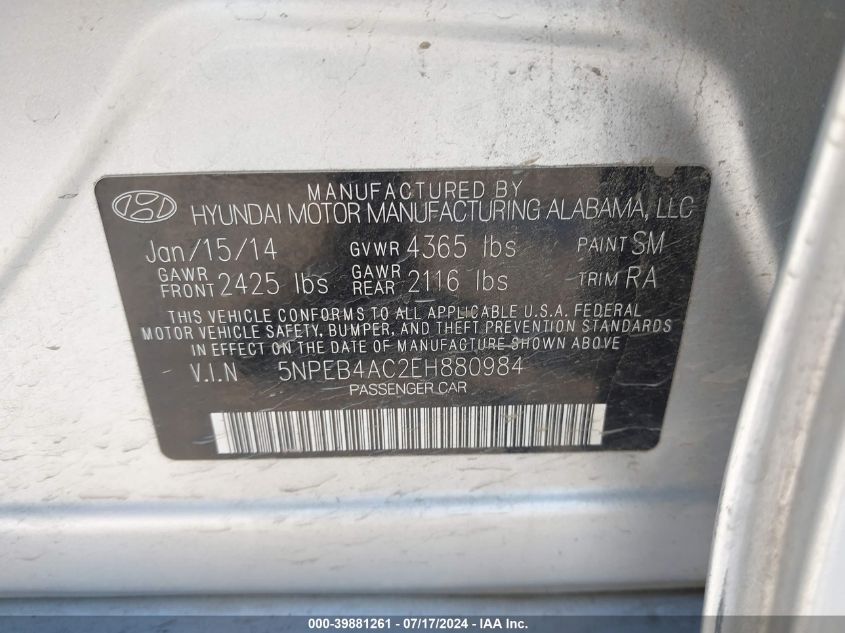 MANUFACTURED BY
HYUNDAI MOTOR MANUFACTURING ALABAMA, LLC
Jan/15/14 GVWR 4365 lbs PAINT SM
GAWR FRONT 2425 lbs GAWR REAR 2116 lbs TRIM RA
THIS VEHICLE CONFORMS TO ALL APPLICABLE U.S.A. FEDERAL
MOTOR VEHICLE SAFETY, BUMPER, AND THEFT PREVENTION STANDARDS
IN EFFECT ON THE DATE OF MANUFACTURE SHOWN ABOVE
V.I.N 5NPEB4AC2EH880984
PASSENGER CAR
000-39881261 - 07/17/2024 - IAA, Inc.